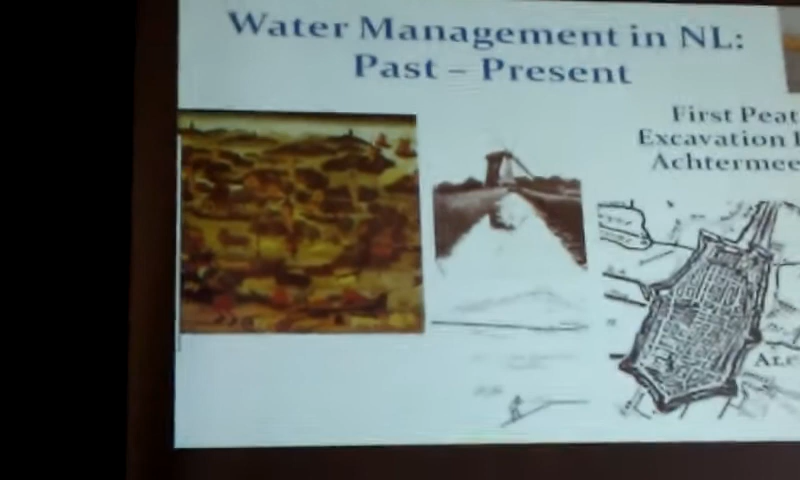 Water Management in NL:
Past – Present
First Peat
Excavation
Achtermee